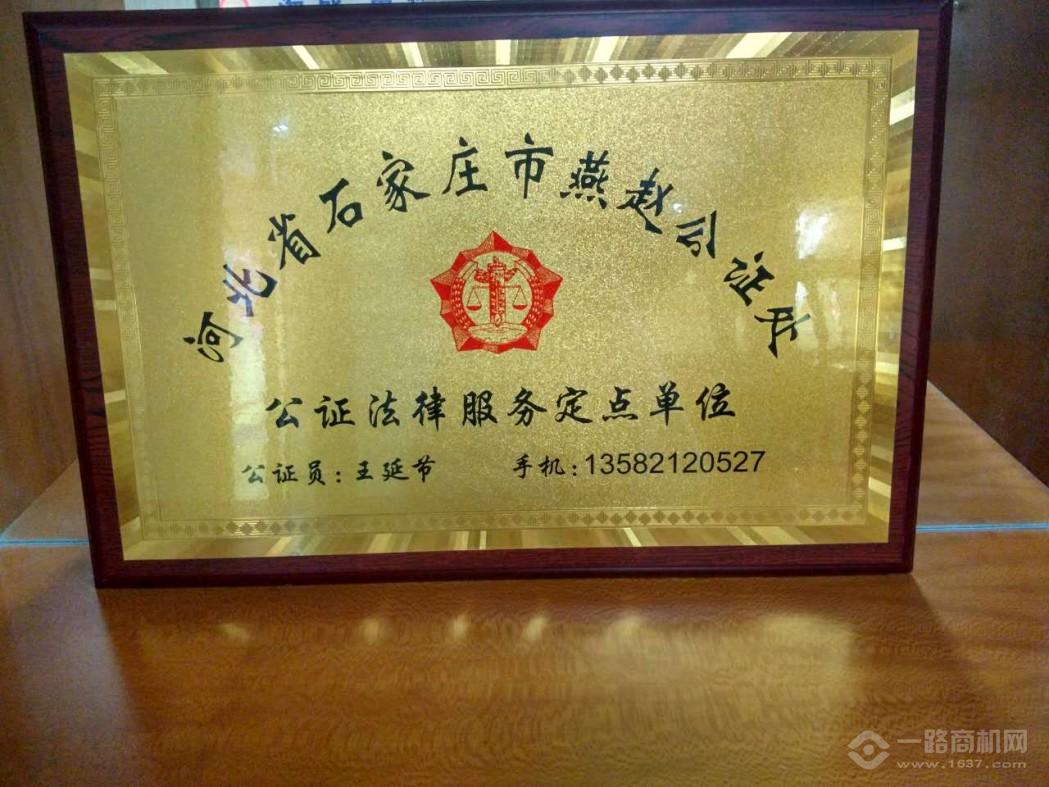 河北省石家庄市燕赵公证处
公证法律服务定点单位
公证员：王延节 手机：13582120527
一路商机网
www.1637.com